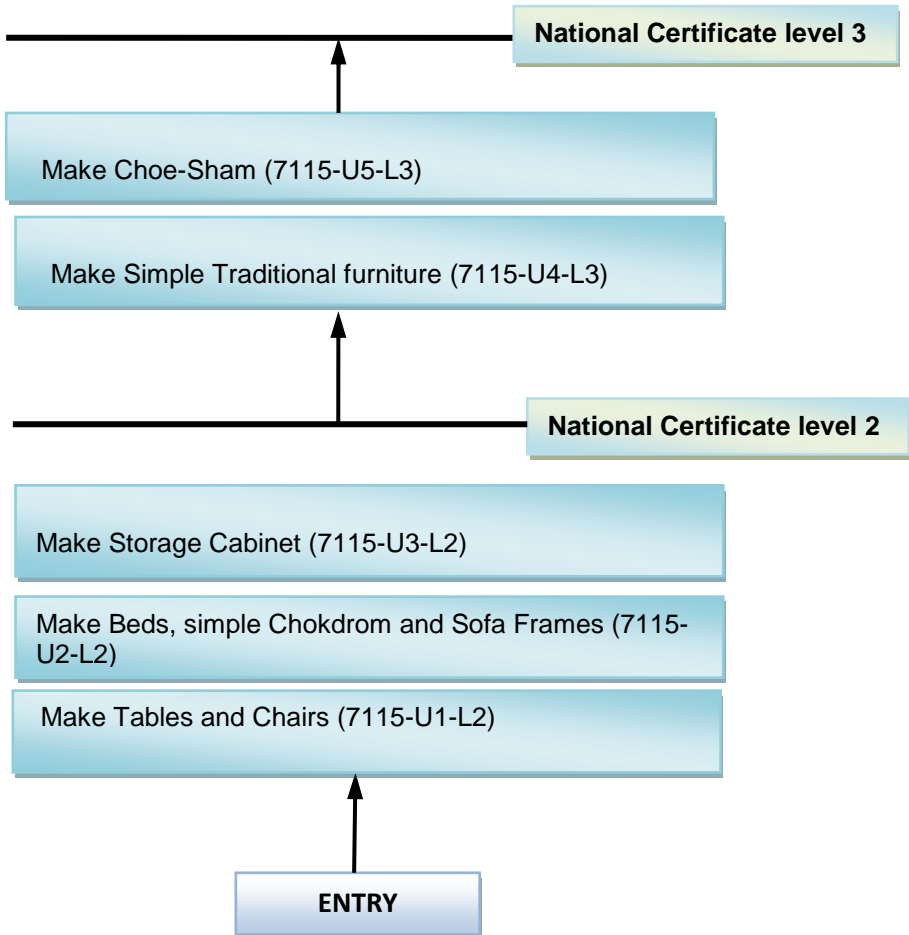 National Certificate level 3
Make Choe-Sham (7115-U5-L3)
Make Simple Traditional furniture (7115-U4-L3)
National Certificate level 2
Make Storage Cabinet (7115-U3-L2)
Make Beds, simple Chokdrom and Sofa Frames (7115-
U2-L2)
Make Tables and Chairs (7115-U1-L2)
ENTRY